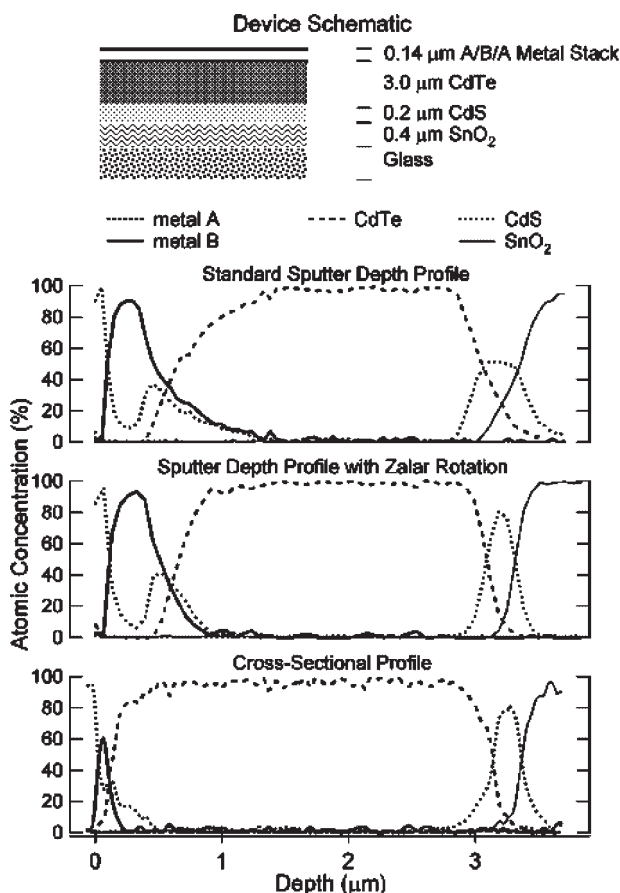 Device Schematic
0.14 μm A/B/A Metal Stack
3.0 μm CdTe
0.2 μm CdS
0.4 μm SnO₂
Glass
metal A
CdTe
CdS
metal B
SnO₂
Standard Sputter Depth Profile
100
80
60
40
20
0
Sputter Depth Profile with Zalar Rotation
100
80
60
40
20
0
Cross-Sectional Profile
100
80
60
40
20
0
Atomic Concentration (%)
0 1 2 3
Depth (μm)